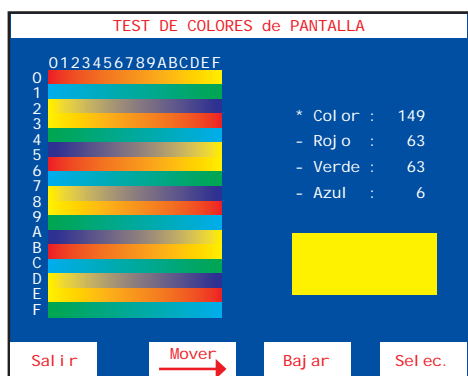 TEST DE COLORES de PANTALLA
0123456789ABCDEF
0
1
2
3
4
5
6
7
8
9
A
B
C
D
E
F
* Color : 149
- Rojo : 63
- Verde : 63
- Azul : 6
Salir Mover Bajar Selec.